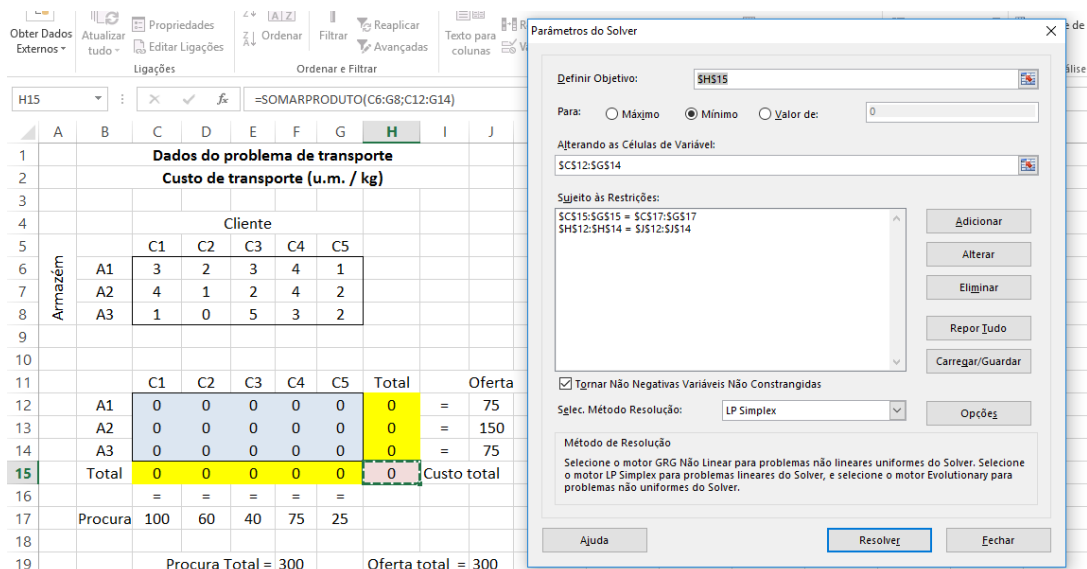 Obter Dados Externos
Atualizar tudo
Propriedades
Editar Ligações
Ligações
Ordenar
Filtrar
Reaplicar
Avançadas
Ordenar e Filtrar
Texto para colunas
H15
fx =SOMARPRODUTO(C6:G8;C12:G14)
A B C D E F G H I J
1 Dados do problema de transporte
2 Custo de transporte (u.m. / kg)
3
4 Cliente
5 C1 C2 C3 C4 C5
Armazém
6 A1 3 2 3 4 1
7 A2 4 1 2 4 2
8 A3 1 0 5 3 2
9
10
11 C1 C2 C3 C4 C5 Total Oferta
12 A1 0 0 0 0 0 0 = 75
13 A2 0 0 0 0 0 0 = 150
14 A3 0 0 0 0 0 0 = 75
15 Total 0 0 0 0 0 0 Custo total
16 = = = = =
17 Procura 100 60 40 75 25
18
19 Procura Total = 300 Oferta total = 300
Parâmetros do Solver
Definir Objetivo: $H$15
Para: Máximo Mínimo Valor de: 0
Alterando as Células de Variável:
$C$12:$G$14
Sujeito às Restrições:
$C$15:$G$15 = $C$17:$G$17
$H$12:$H$14 = $J$12:$J$14
Adicionar
Alterar
Eliminar
Repor Tudo
Carregar/Guardar
Tornar Não Negativas Variáveis Não Constrangidas
Selec. Método Resolução: LP Simplex Opções
Método de Resolução
Selecione o motor GRG Não Linear para problemas não lineares uniformes do Solver. Selecione
o motor LP Simplex para problemas lineares do Solver, e selecione o motor Evolutionary para
problemas não uniformes do Solver.
Ajuda Resolver Fechar